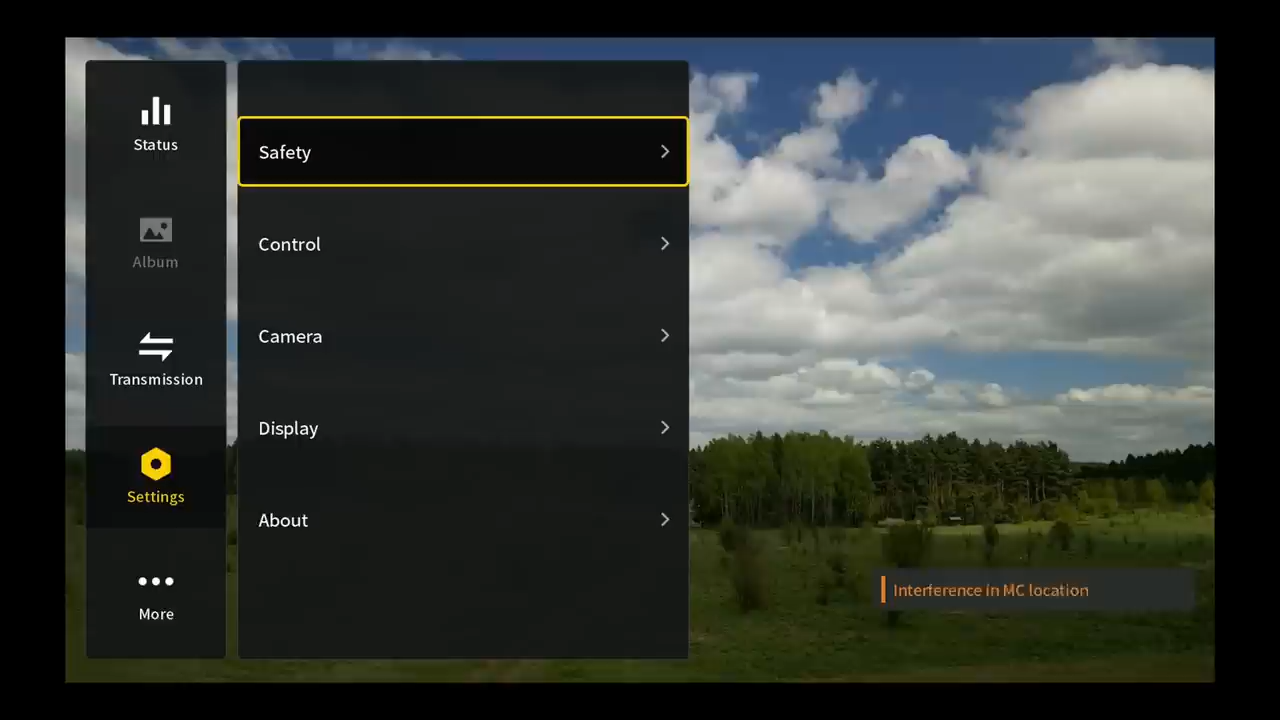 Status
Album
Transmission
Settings
More
Safety
Control
Camera
Display
About
Interference in MC location